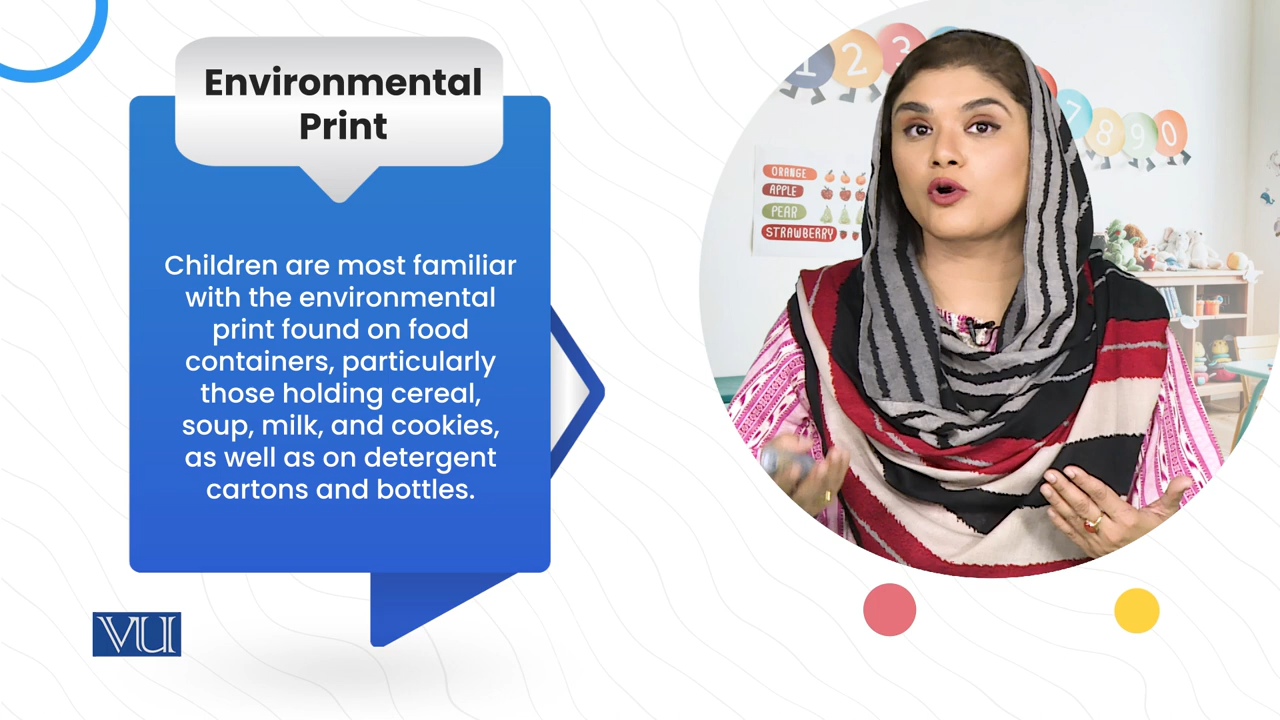 Environmental
Print
Children are most familiar
with the environmental
print found on food
containers, particularly
those holding cereal,
soup, milk, and cookies,
as well as on detergent
cartons and bottles.
VU
1 2 3
7 8 9 0
ORANGE
APPLE
PEAR
STRAWBERRY